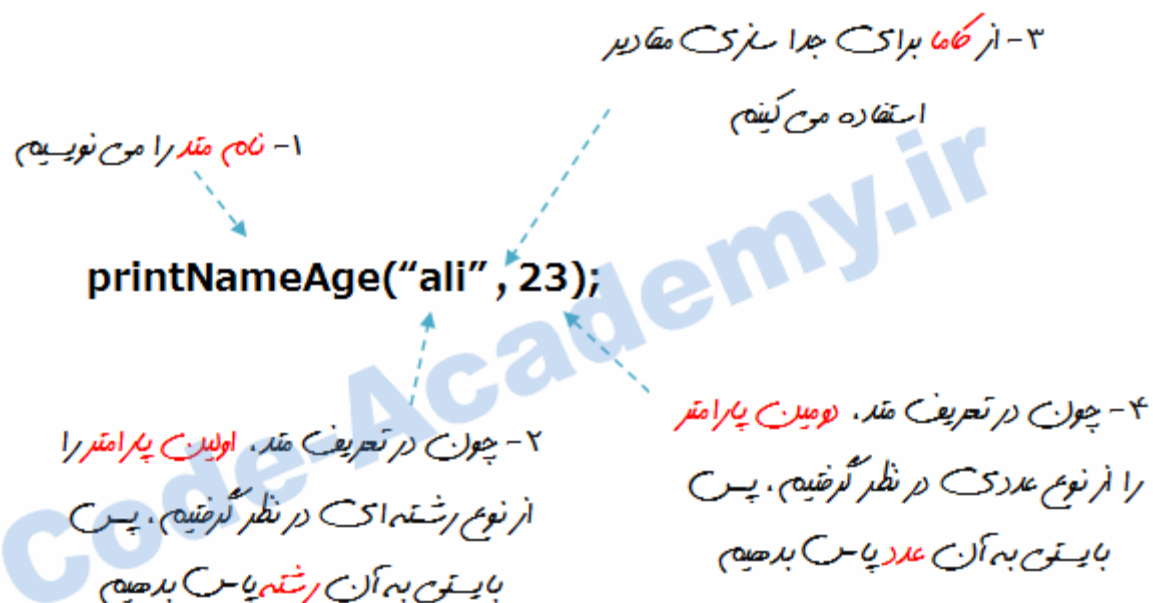 ۳- از کاما برای جدا سازی مقادیر
استفاده می کینم
۱- نام متد را می نویسیم
printNameAge(“ali” , 23);
۲- چون در تعریف متد، اولین پارامتر را
از نوع رشته ای در نظر گرفتیم، پس
بایستی به آن رشته پاس بدهیم
۴- چون در تعریف متد، دومین پارامتر
را از نوع عددی در نظر گرفتیم، پس
بایستی به آن عدد پاس بدهیم
Code-Academy.ir